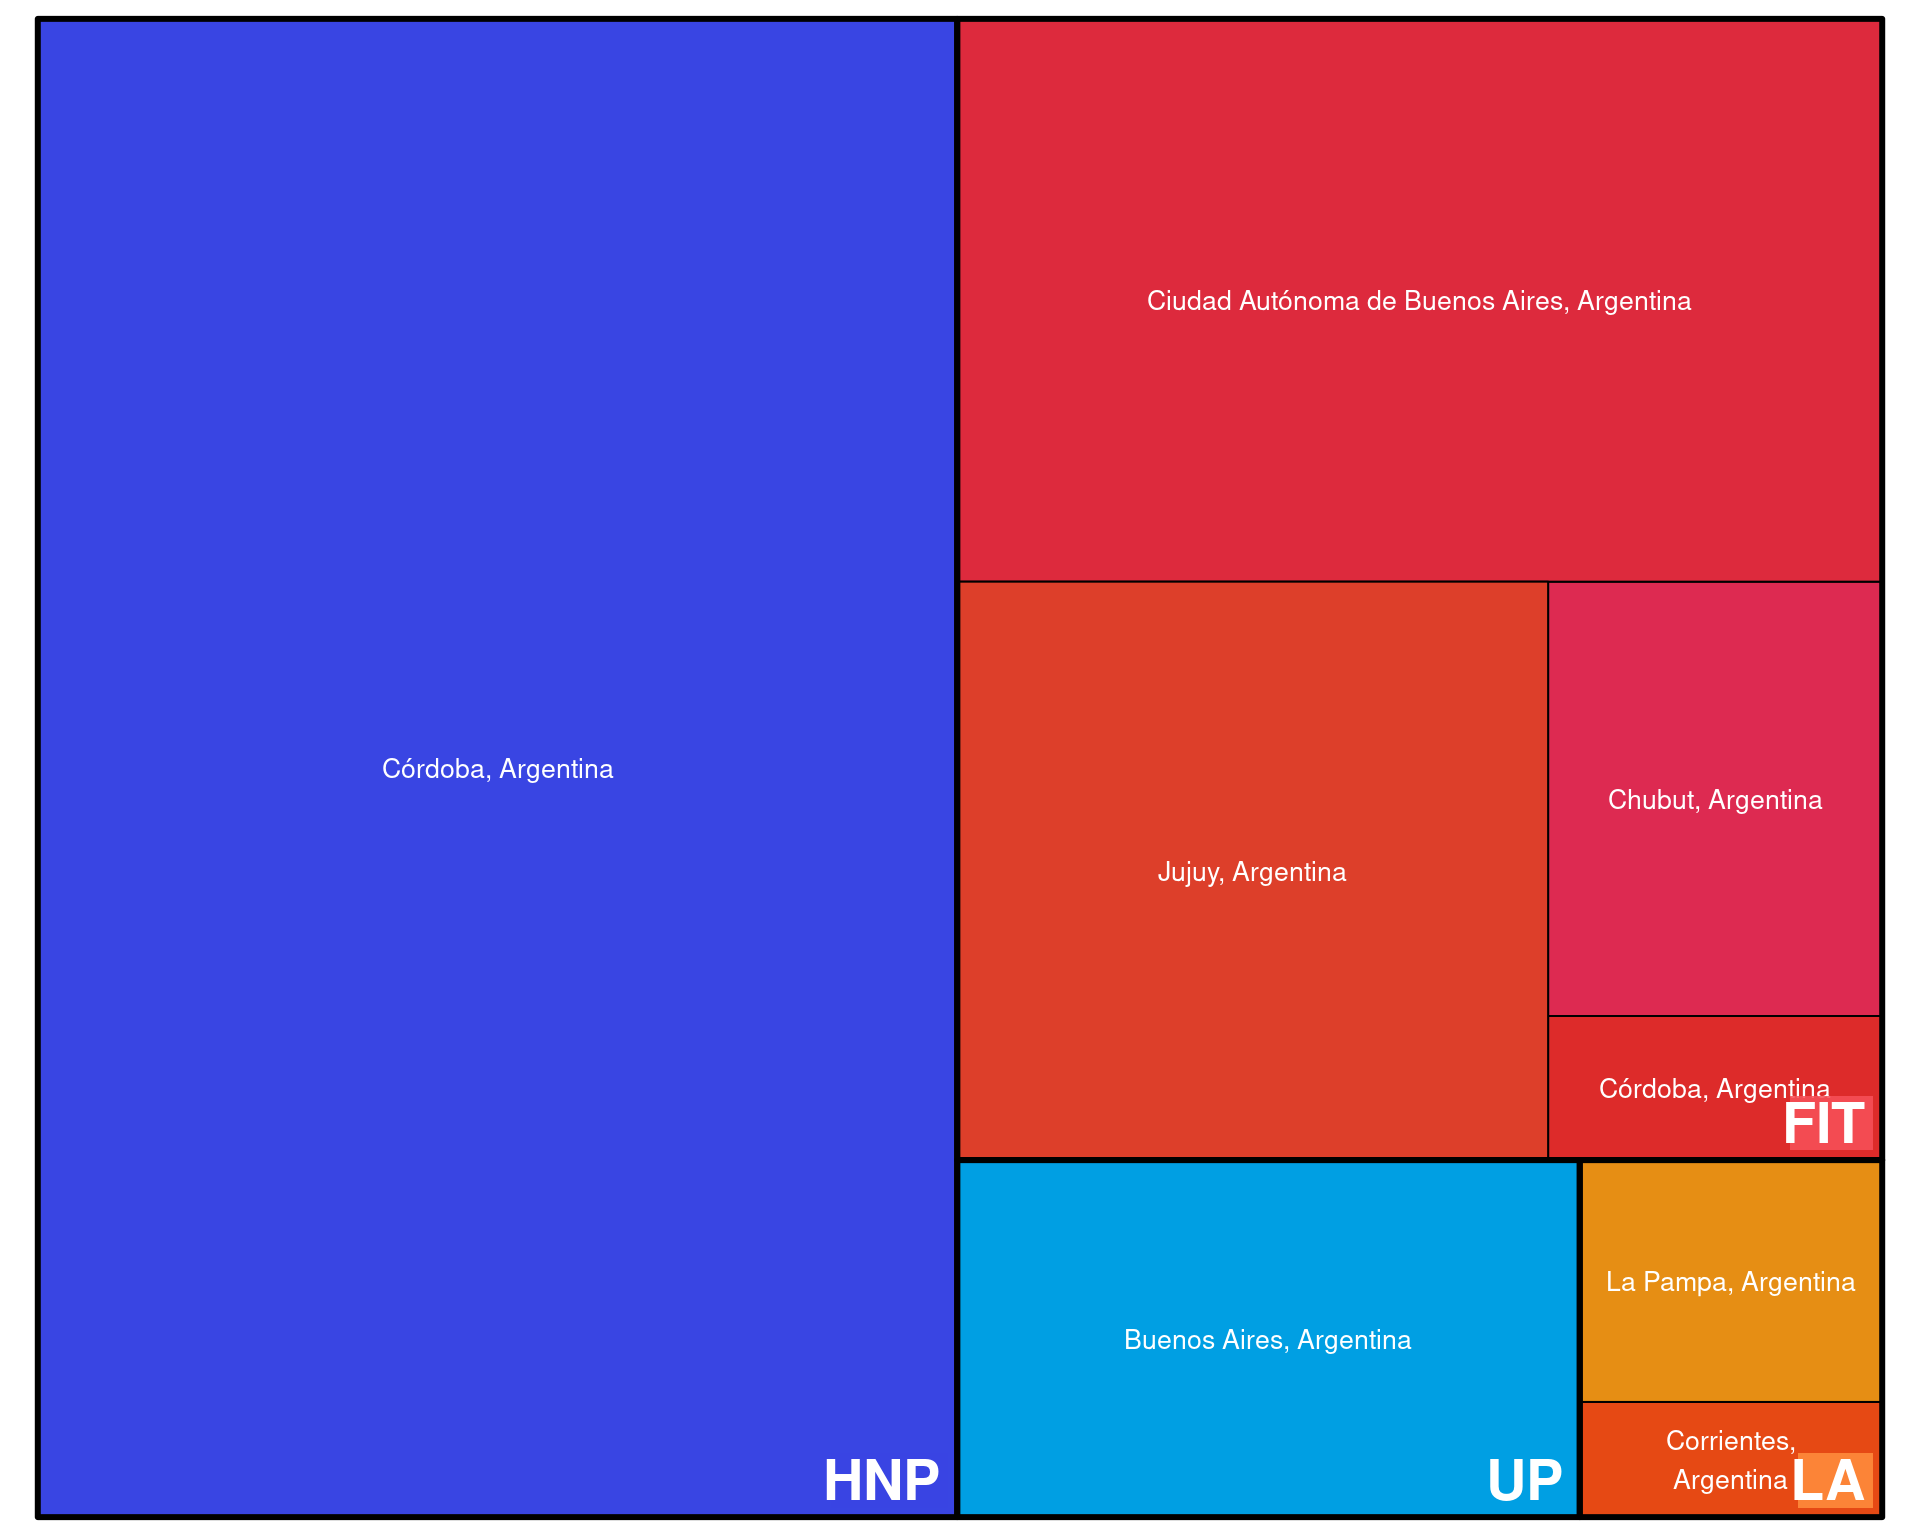 Córdoba, Argentina
HNP
Ciudad Autónoma de Buenos Aires, Argentina
Jujuy, Argentina
Chubut, Argentina
Córdoba, Argentina
FIT
Buenos Aires, Argentina
UP
La Pampa, Argentina
Corrientes,
Argentina
LA